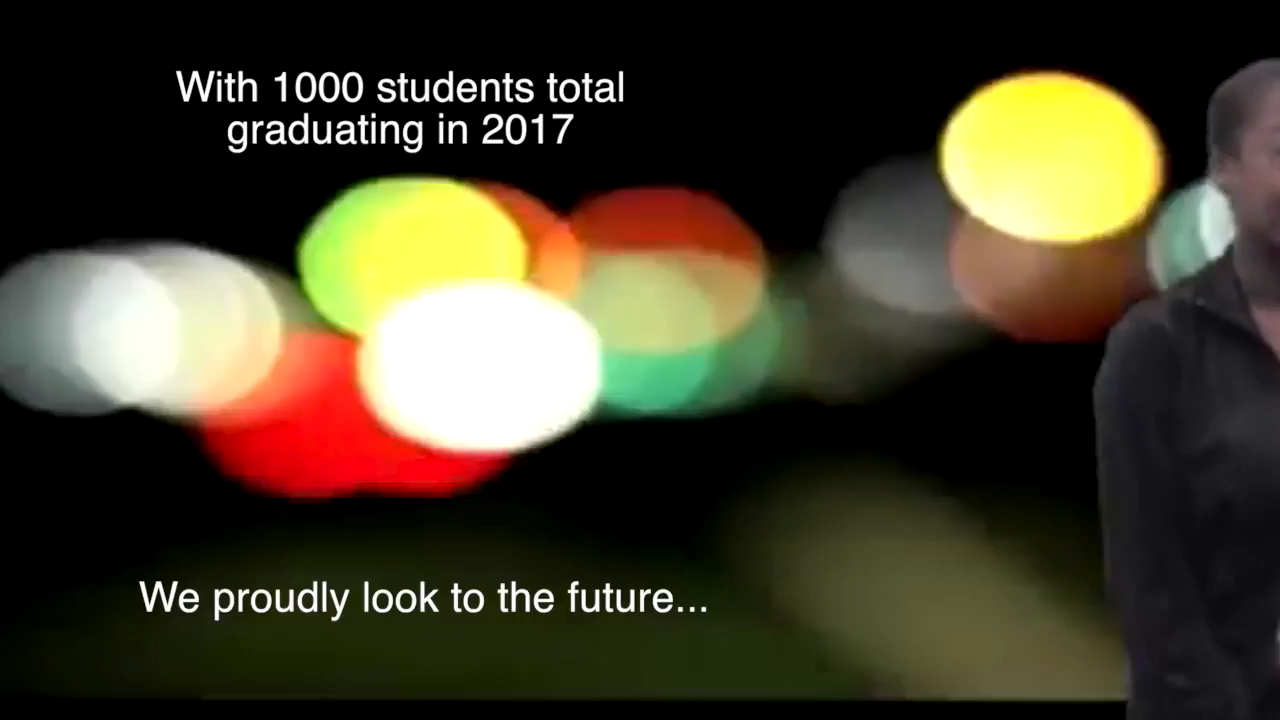 With 1000 students total
graduating in 2017
We proudly look to the future...